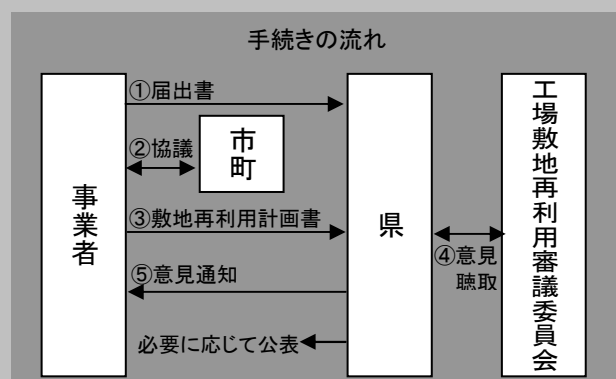 手続きの流れ
①届出書
市町
②協議
事業者
③敷地再利用計画書
県
④意見
聴取
工場敷地再利用審議委員会
⑤意見通知
必要に応じて公表